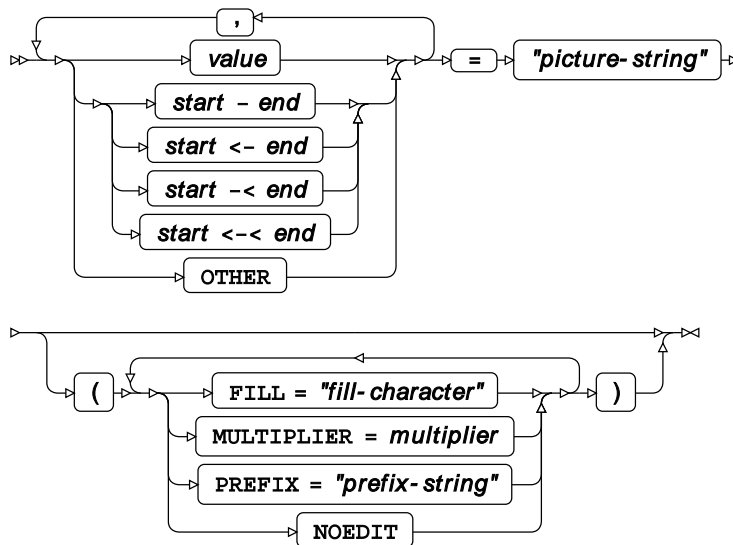 ,
value = "picture-string"
start - end
start <- end
start -< end
start <-< end
OTHER
( FILL = "fill-character" )
MULTIPLIER = multiplier
PREFIX = "prefix-string"
NOEDIT